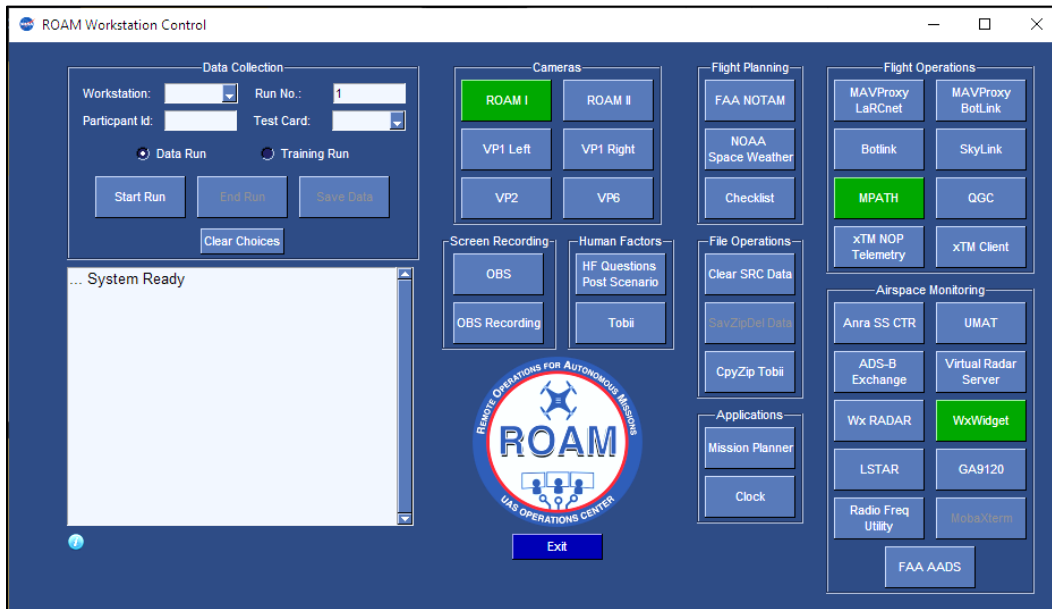 ROAM Workstation Control
Data Collection
Workstation:
Run No.:
1
Particpant Id:
Test Card:
Data Run
Training Run
Start Run
End Run
Save Data
Clear Choices
... System Ready
Cameras
ROAM I
ROAM II
VP1 Left
VP1 Right
VP2
VP6
Screen Recording
OBS
OBS Recording
Human Factors
HF Questions
Post Scenario
Tobii
REMOTE OPERATIONS FOR AUTONOMOUS MISSIONS
ROAM
UAS OPERATIONS CENTER
Exit
Flight Planning
FAA NOTAM
NOAA
Space Weather
Checklist
File Operations
Clear SRC Data
SavZipDel Data
CpyZip Tobii
Applications
Mission Planner
Clock
Flight Operations
MAVProxy
LaRCnet
MAVProxy
BotLink
Botlink
SkyLink
MPATH
QGC
xTM NOP
Telemetry
xTM Client
Airspace Monitoring
Anra SS CTR
UMAT
ADS-B
Exchange
Virtual Radar
Server
Wx RADAR
WxWidget
LSTAR
GA9120
Radio Freq
Utility
MobaXterm
FAA AADS